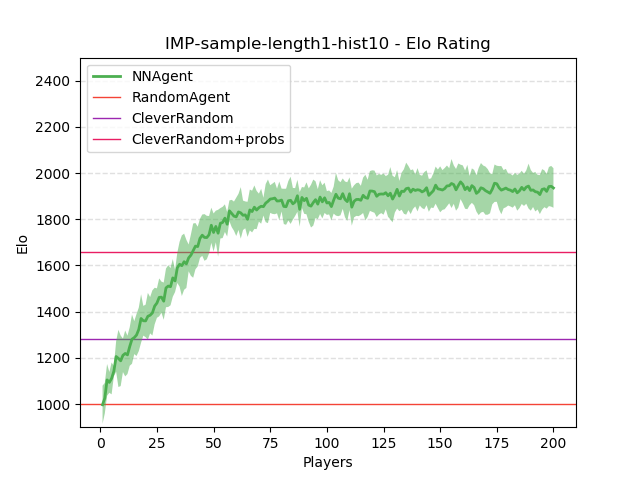 IMP-sample-length1-hist10 - Elo Rating
NNAgent
RandomAgent
CleverRandom
CleverRandom+probs
2400
2200
2000
1800
1600
1400
1200
1000
Elo
0 25 50 75 100 125 150 175 200
Players